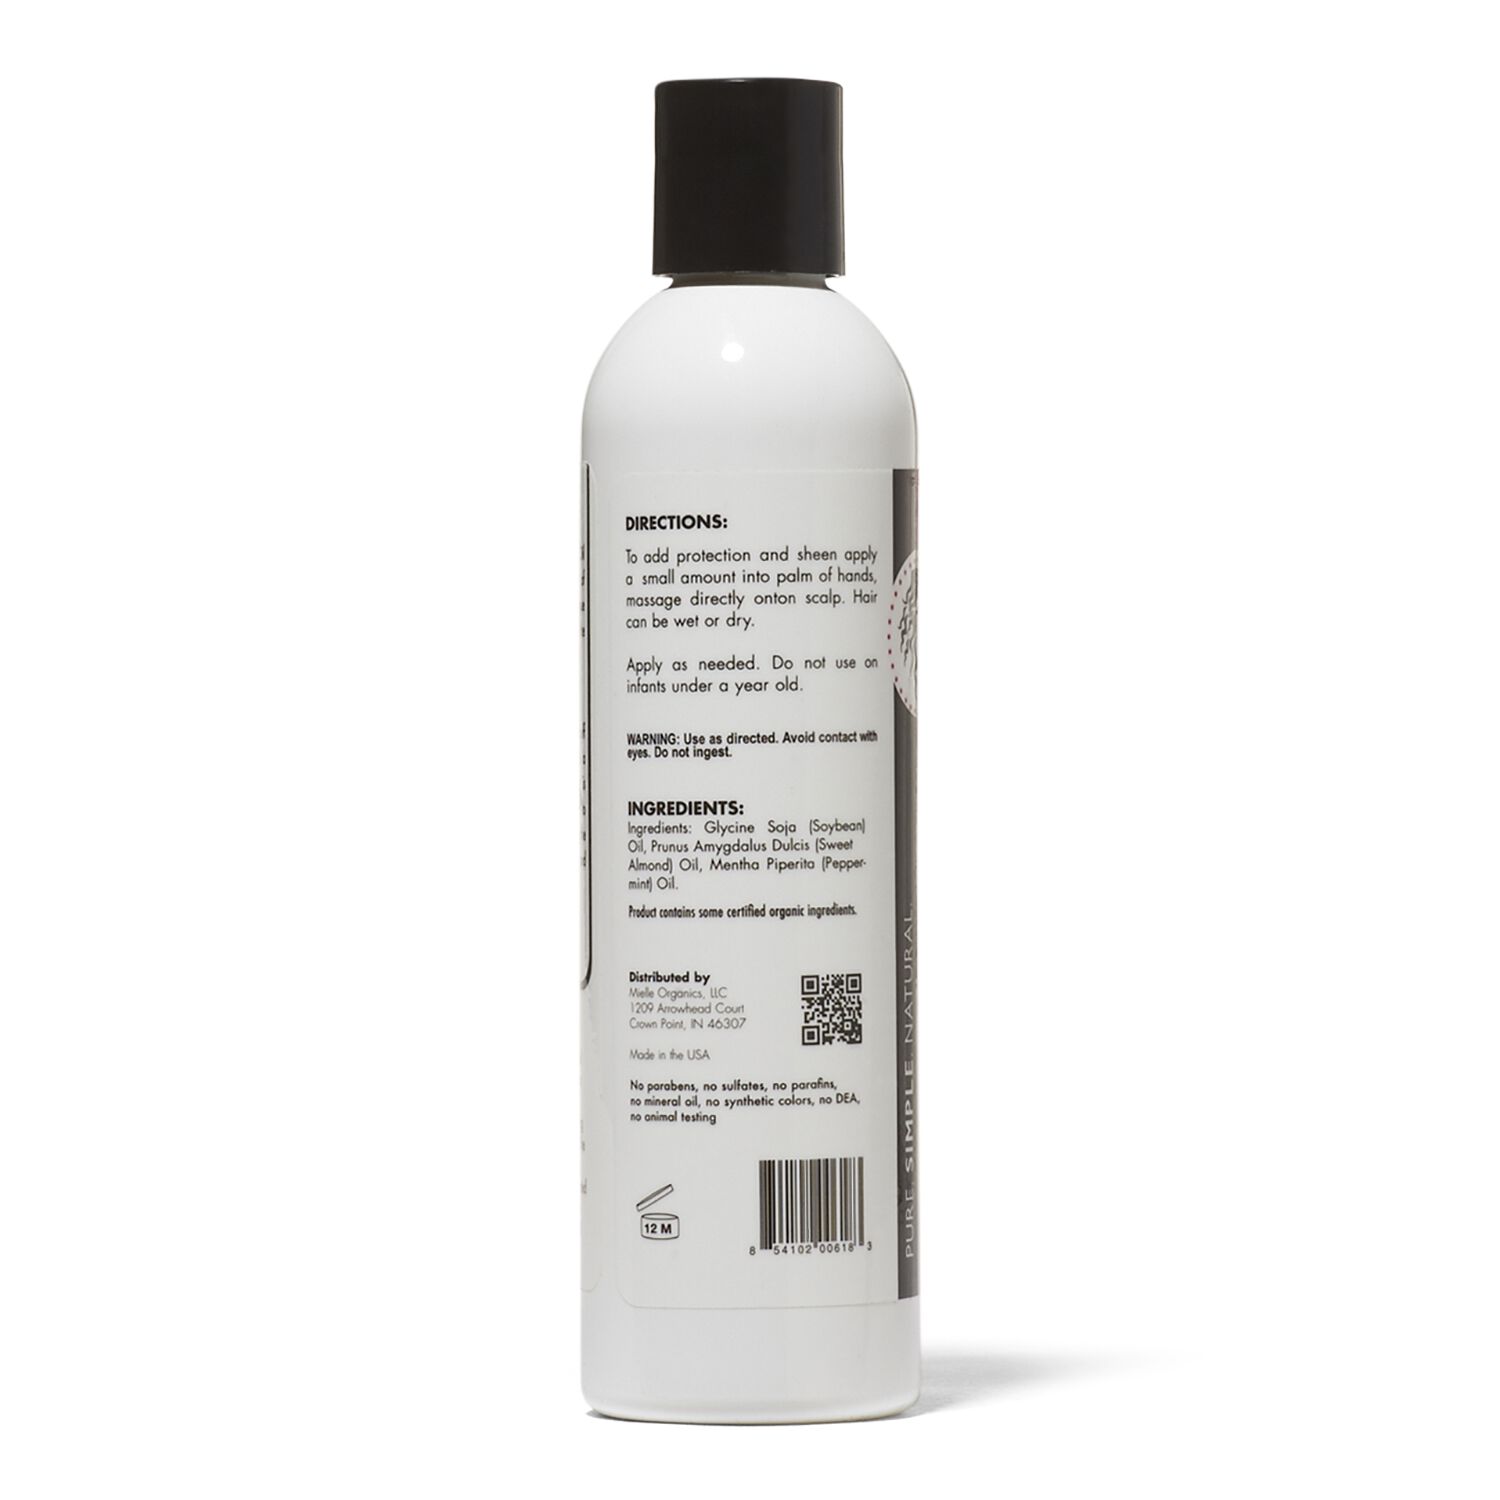 DIRECTIONS:
To add protection and sheen apply
a small amount into palm of hands,
massage directly onton scalp. Hair
can be wet or dry.
Apply as needed. Do not use on
infants under a year old.
WARNING: Use as directed. Avoid contact with
eyes. Do not ingest.
INGREDIENTS:
Ingredients: Glycine Soja (Soybean)
Oil, Prunus Amygdalus Dulcis (Sweet
Almond) Oil, Mentha Piperita (Pepper-
mint) Oil.
Product contains some certified organic ingredients.
Distributed by
Mielle Organics, LLC
1209 Arrowhead Court
Crown Point, IN 46307
Made in the USA
No parabens, no sulfates, no parafins,
no mineral oil, no synthetic colors, no DEA,
no animal testing
12 M
8 54102 00618 3
PURE. SIMPLE. NATURAL.